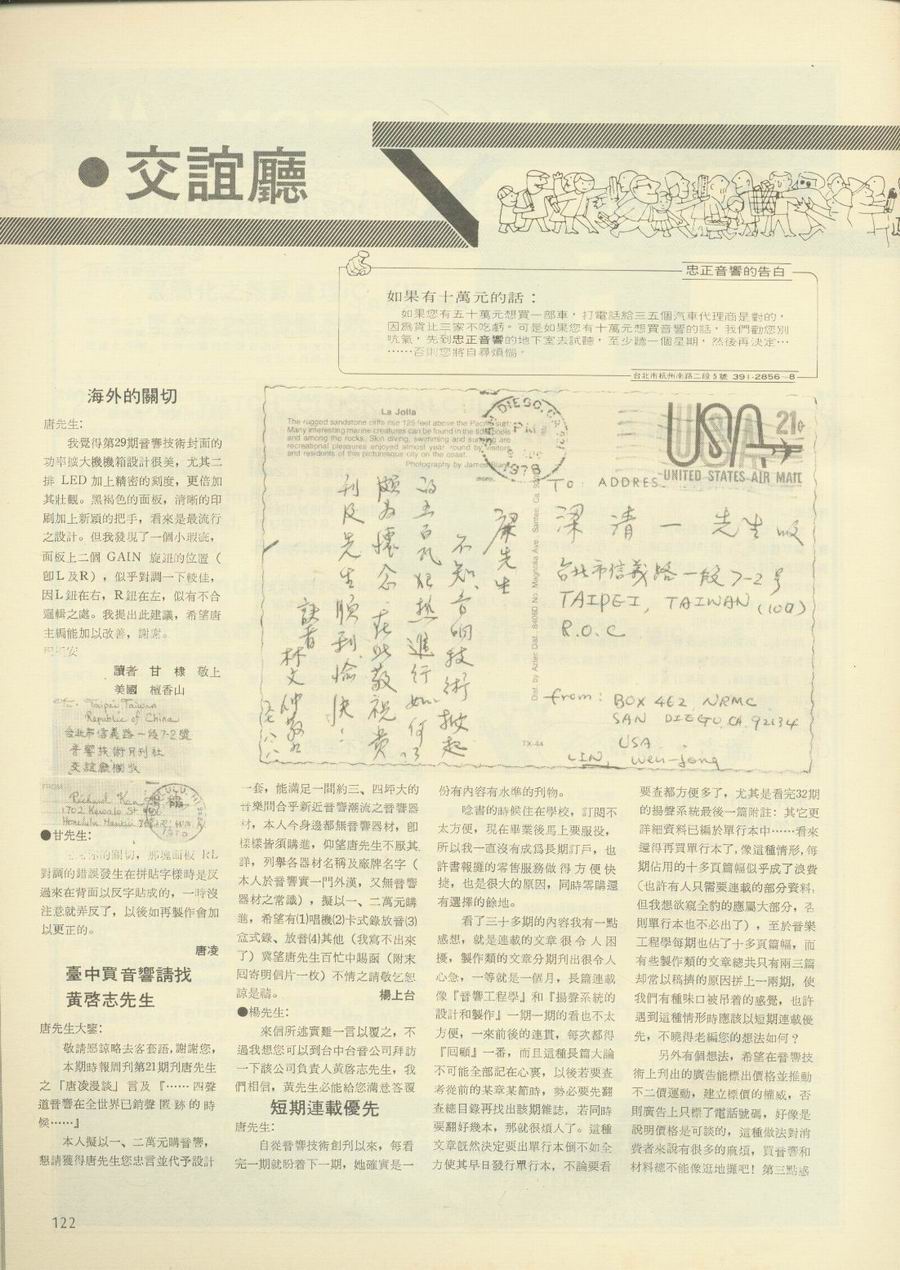 交誼廳
忠正音響的告白
如果有十萬元的話：
如果您有五十萬元想買一部車，打電話給三五個汽車代理商是對的，
因為貨比三家不吃虧。可是如果您有十萬元想買音響的話，我們勸您別
吭氣，先到忠正音響的地下室去試聽，至少聽一個星期，然後再決定…
……否則您將自尋煩惱。
台北市杭州南路二段5號 391-2856-8
海外的關切
唐先生：
我覺得第29期音響技術封面的
功率擴大機機箱設計很美，尤其二
排 LED 加上精密的刻度，更倍加
其壯觀。黑褐色的面板，清晰的印
刷加上新穎的把手，看來是最流行
之設計。但我發現了一個小瑕疵，
面板上二個 GAIN 旋鈕的位置（
即L及R），似乎對調一下較佳，
因L鈕在右，R鈕在左，似有不合
邏輯之處。我提出此建議，希望唐
主編能加以改善，謝謝。
讀者 甘 棣 敬上
美國 檀香山
Taipei Taiwan
Republic of China
台北市信義路一段7-2號
音響技術月刊社
交誼廳欄收
FROM
Richard Kan
1702 Kewalo St
Honolulu Hawaii
●甘先生：
的關切，那塊面板 RL
對調的錯誤發生在拼貼字樣時是反
過來在背面以反字貼成的，一時沒
注意就弄反了，以後如再製作會加
以更正的。
唐凌
臺中買音響請找
黃啓志先生
唐先生大鑒：
敬請恕諒略去客套語，謝謝您，
本期時報周刊第21期刊唐先生
之「唐凌漫談」言及『……四聲
道音響在全世界已銷聲匿跡的時
候……』
本人擬以一、二萬元購音響，
懇請獲得唐先生您忠言並代予設計
La Jolla
The rugged sandstone cliffs rise 125 feet above the Pacific surf.
Many interesting marine creatures can be found in the tide pools
and among the rocks. Skin diving, swimming and surfing are
recreational pleasures enjoyed almost year round by visitors
and residents of this picturesque city on the coast.
Photography by James Blank
SAN DIEGO, CA
PM
1978
USA 21¢
UNITED STATES AIR MAIL
TO ADDRES
梁 清 一 先生收
台北市信義路一段7-2号
TAIPEI, TAIWAN (100)
R.O.C
from: BOX 462, NRMC
SAN DIEGO, CA, 92134
USA
LIN, Wen-jong
TX-44
唐先生
不知音响技術掀起
的五百瓦狂热進行如何？
頗为懷念。在此敬祝貴
刊及先生順利愉快！
讀者 林文仲敬
一套，能滿足一間約三、四坪大的
音樂間合乎新近音響潮流之音響器
材，本人今身邊都無音響器材，即
樣樣皆須購進，仰望唐先生不厭其
詳，列舉各器材名稱及廠牌名字（
本人於音響實一門外漢，又無音響
器材之常識），擬以一、二萬元購
進，希望有⑴唱機⑵卡式錄放音⑶
盒式錄、放音⑷其他（我寫不出來
了）冀望唐先生百忙中賜函（附末
回寄明信片一枚）不情之請敬乞恕
諒是禱。 楊上台
●楊先生：
來信所述實難一言以覆之，不
過我想您可以到台中台音公司拜訪
一下該公司負責人黃啓志先生，我
們相信，黃先生必能給您滿意答覆
短期連載優先
唐先生：
自從音響技術創刊以來，每看
完一期就盼着下一期，她確實是一
份有內容有水準的刊物。
唸書的時候住在學校，訂閱不
太方便，現在畢業後馬上要服役，
所以我一直沒有成爲長期訂戶，也
許書報攤的零售服務做得方便快
捷，也是很大的原因，同時零購還
有選擇的餘地。
看了三十多期的內容我有一點
感想，就是連載的文章很令人困
擾，製作類的文章分期刋出很令人
心急，一等就是一個月，長篇連載
像『音響工程學』和『揚聲系統的
設計和製作』一期一期的看也不太
方便，一來前後的連貫，每次都得
『回顧』一番，而且這種長篇大論
不可能全部記在心裏，以後若要查
考從前的某章某節時，勢必要先翻
查總目錄再找出該期雜誌，若同時
要翻好幾本，那就很煩人了。這種
文章既然決定要出單行本倒不如全
力使其早日發行單行本，不論要看
要查都方便多了，尤其是看完32期
的揚聲系統最後一篇附註：其它更
詳細資料已編於單行本中……看來
還得再買單行本了，像這種情形，每
期佔用的十多頁篇幅似乎成了浪費
（也許有人只需要連載的部分資料，
但我想欲窺全豹的應屬大部分，否
則單行本也不必出了），至於音樂
工程學每期也佔了十多頁篇幅，而
有些製作類的文章總共只有兩三篇
却常以稿擠的原因拼上一兩期，使
我們有種昧口被吊着的感覺，也許
遇到這種情形時應該以短期連載優
先，不曉得老編您的想法如何？
另外有個想法，希望在音響技
術上刋出的廣告能標出價格並推動
不二價運動，建立標價的權威，否
則廣告上只標了電話號碼，好像是
說明價格是可談的，這種做法對消
費者來說有很多的麻煩，買音響和
材料總不能像逛地攤吧！第三點感
122